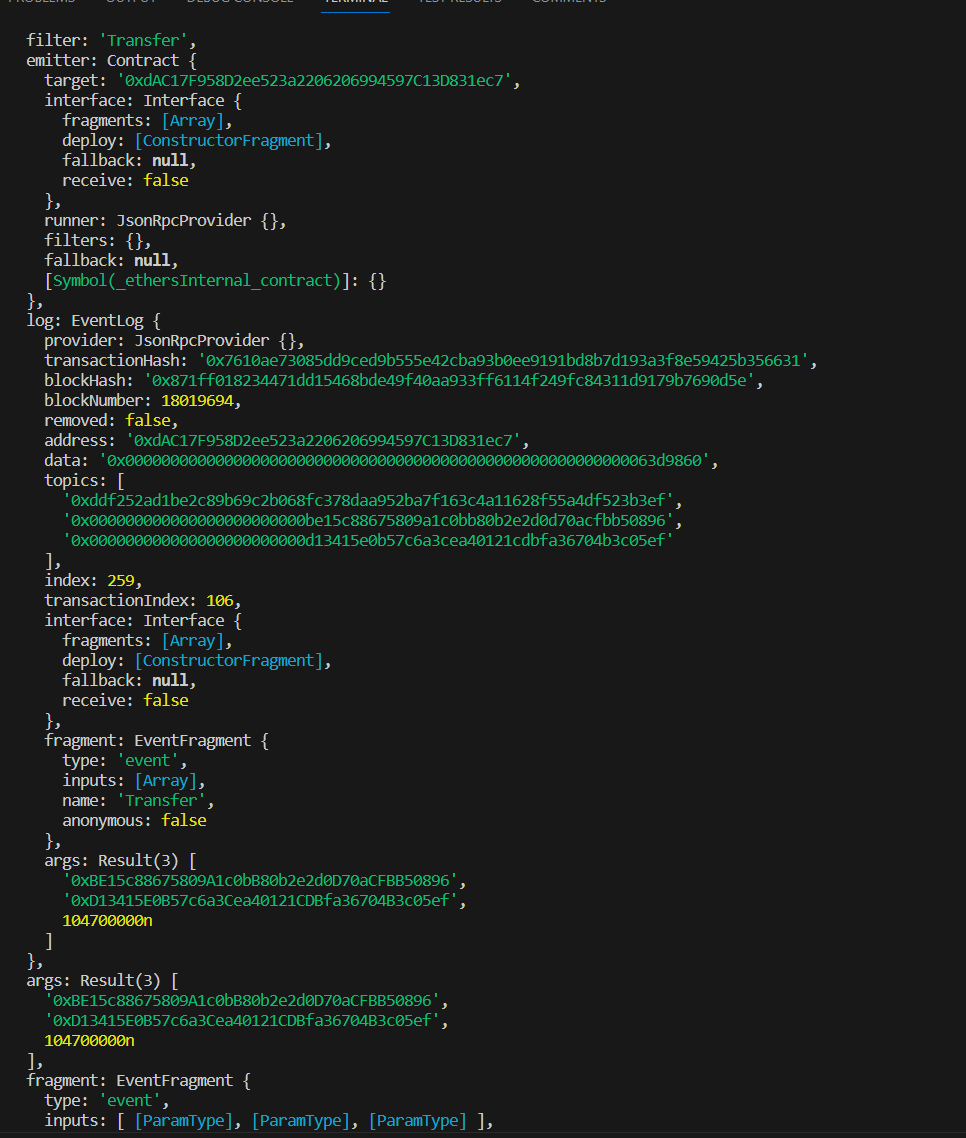 PROBLEMS OUTPUT DEBUG CONSOLE TERMINAL TEST RESULTS COMMENTS
filter: 'Transfer',
emitter: Contract {
target: '0xdAC17F958D2ee523a2206206994597C13D831ec7',
interface: Interface {
fragments: [Array],
deploy: [ConstructorFragment],
fallback: null,
receive: false
},
runner: JsonRpcProvider {},
filters: {},
fallback: null,
[Symbol(_ethersInternal_contract)]: {}
},
log: EventLog {
provider: JsonRpcProvider {},
transactionHash: '0x7610ae73085dd9ced9b555e42cba93b0ee9191bd8b7d193a3f8e59425b356631',
blockHash: '0x871ff018234471dd15468bde49f40aa933ff6114f249fc84311d9179b7690d5e',
blockNumber: 18019694,
removed: false,
address: '0xdAC17F958D2ee523a2206206994597C13D831ec7',
data: '0x00000000000000000000000000000000000000000000000000000000063d9860',
topics: [
'0xddf252ad1be2c89b69c2b068fc378daa952ba7f163c4a11628f55a4df523b3ef',
'0x000000000000000000000000be15c88675809a1c0bb80b2e2d0d70acfbb50896',
'0x000000000000000000000000d13415e0b57c6a3cea40121cdbfa36704b3c05ef'
],
index: 259,
transactionIndex: 106,
interface: Interface {
fragments: [Array],
deploy: [ConstructorFragment],
fallback: null,
receive: false
},
fragment: EventFragment {
type: 'event',
inputs: [Array],
name: 'Transfer',
anonymous: false
},
args: Result(3) [
'0xBE15c88675809A1c0bB80b2e2d0D70aCFBB50896',
'0xD13415E0B57c6a3Cea40121CDBfa36704B3c05ef',
104700000n
]
},
args: Result(3) [
'0xBE15c88675809A1c0bB80b2e2d0D70aCFBB50896',
'0xD13415E0B57c6a3Cea40121CDBfa36704B3c05ef',
104700000n
],
fragment: EventFragment {
type: 'event',
inputs: [ [ParamType], [ParamType], [ParamType] ],